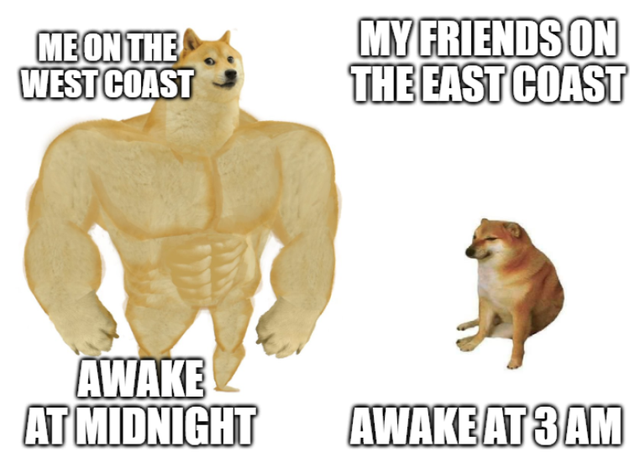 ME ON THE
WEST COAST
MY FRIENDS ON
THE EAST COAST
AWAKE
AT MIDNIGHT
AWAKE AT 3 AM